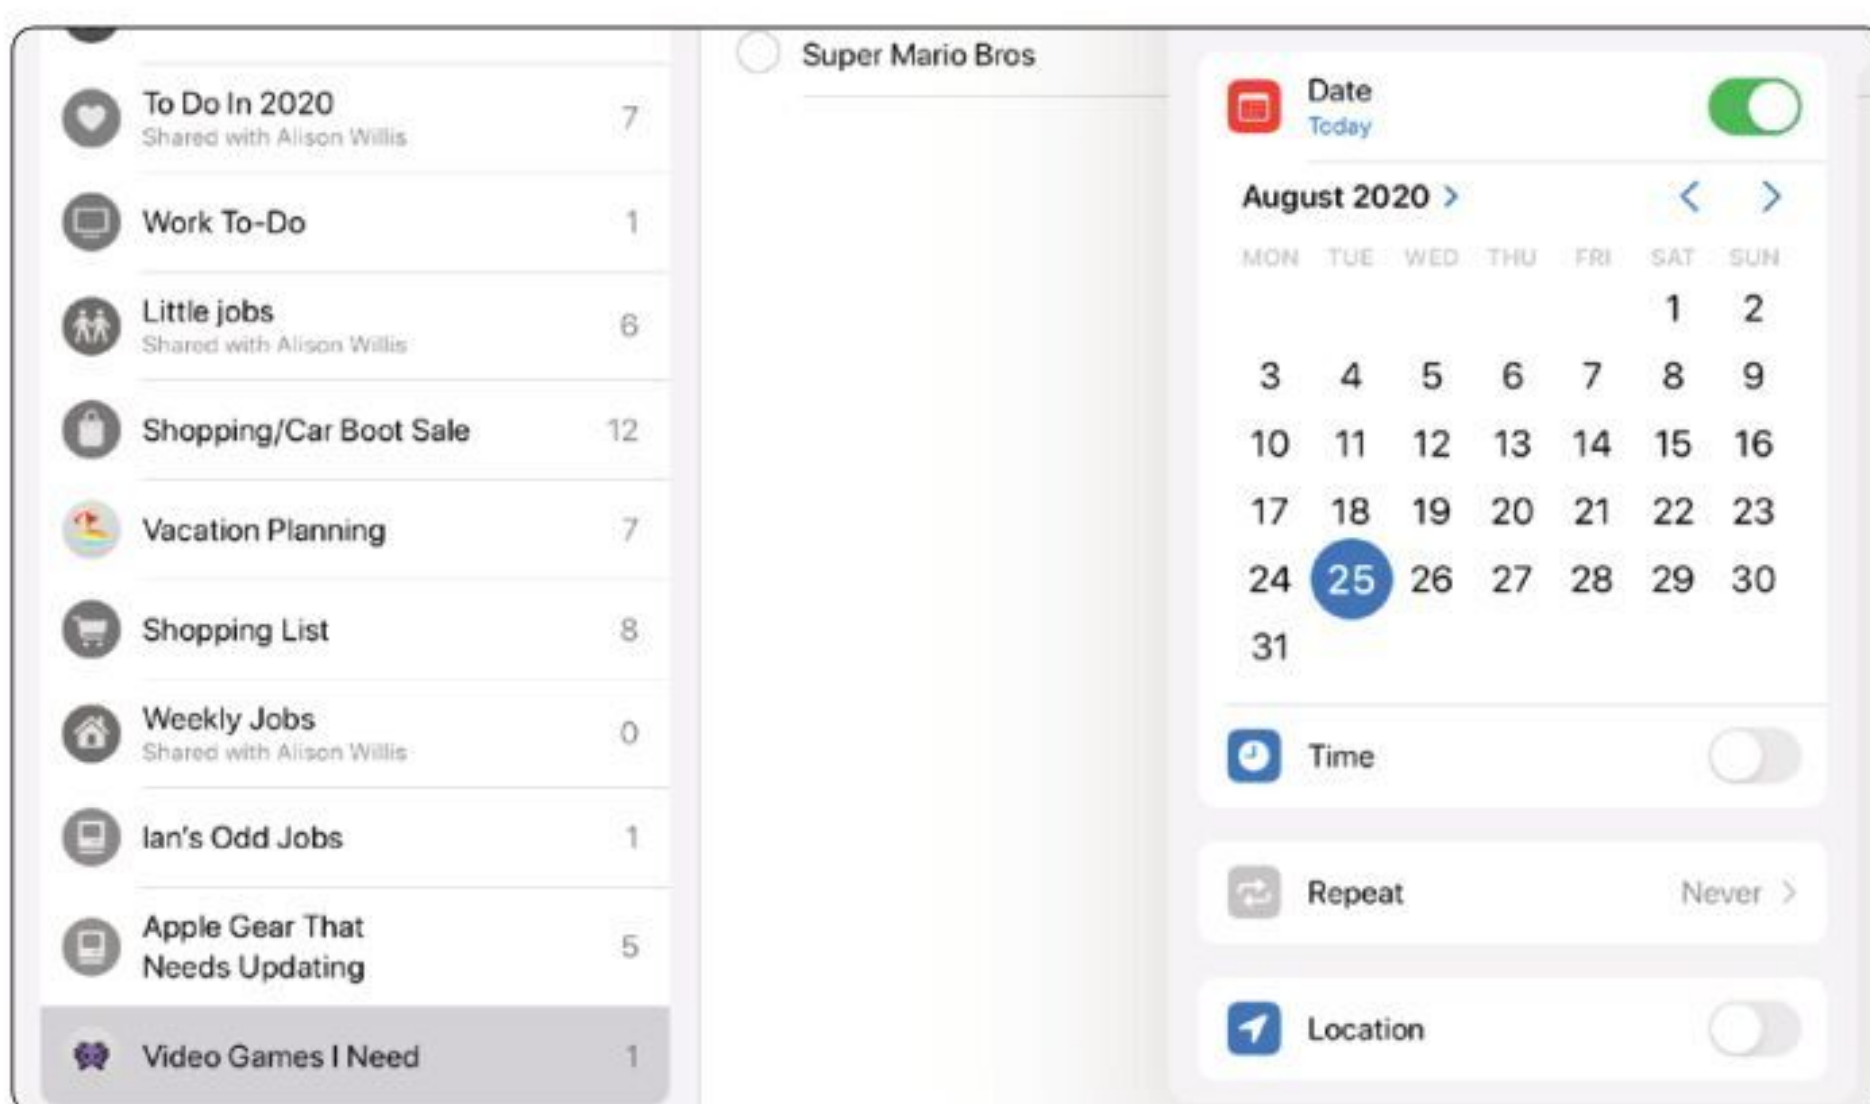 To Do In 2020
7
Shared with Alison Willis
Work To-Do
1
Little jobs
6
Shared with Alison Willis
Shopping/Car Boot Sale
12
Vacation Planning
7
Shopping List
8
Weekly Jobs
0
Shared with Alison Willis
Ian's Odd Jobs
1
Apple Gear That
Needs Updating
5
Video Games I Need
1
Super Mario Bros
Date
Today
August 2020 >
MON TUE WED THU FRI SAT SUN
1 2
3 4 5 6 7 8 9
10 11 12 13 14 15 16
17 18 19 20 21 22 23
24 25 26 27 28 29 30
31
Time
Repeat
Never >
Location